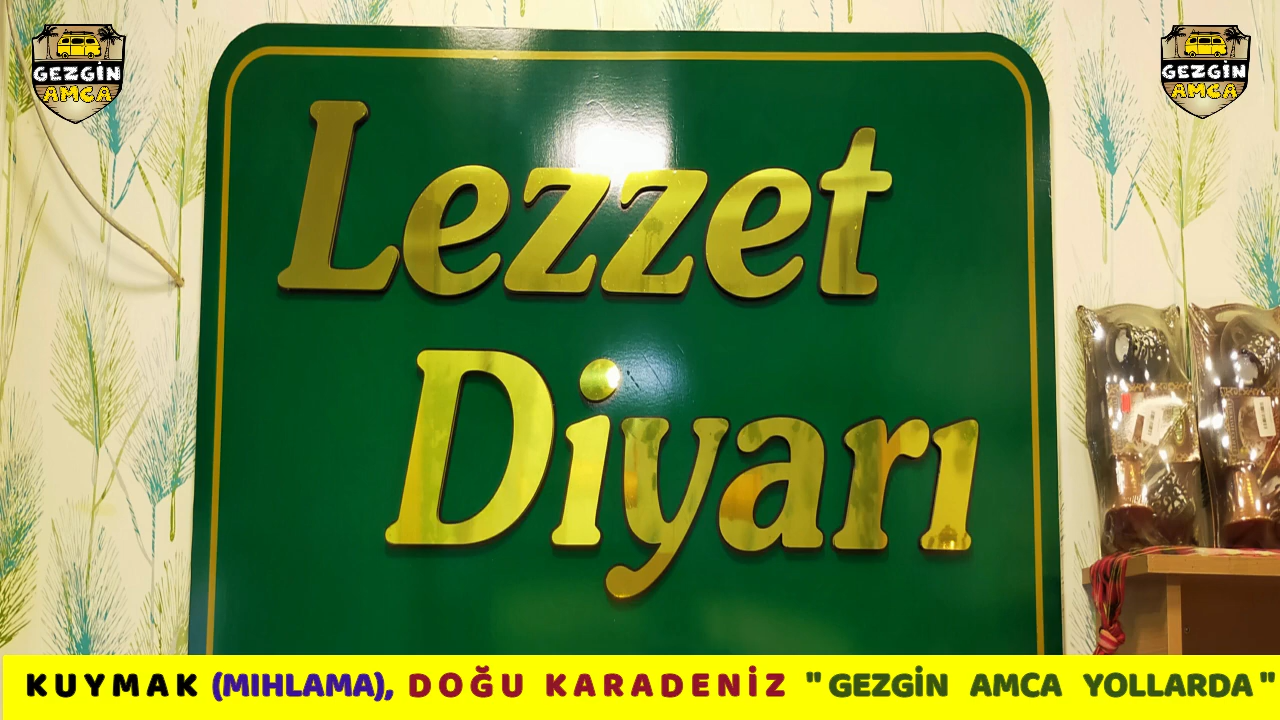 GEZGİN
AMCA
GEZGİN
AMCA
Lezzet
Diyarı
KUYMAK (MIHLAMA), DOĞU KARADENİZ "GEZGİN AMCA YOLLARDA"